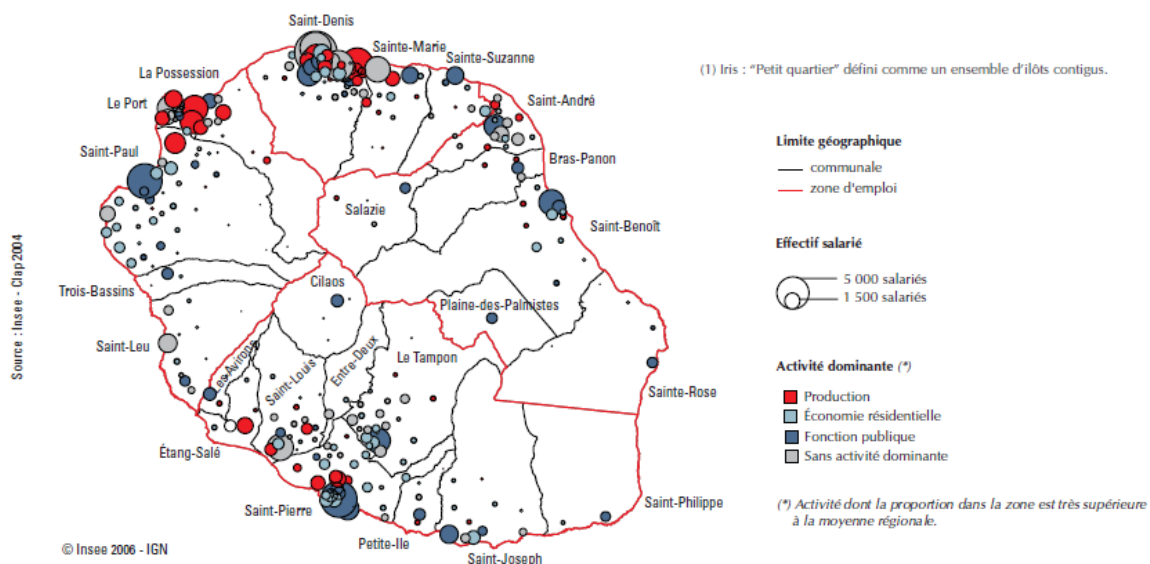 Saint-Denis
Sainte-Marie
Sainte-Suzanne
La Possession
Le Port
Saint-André
Saint-Paul
Bras-Panon
Salazie
Saint-Benoît
Cilaos
Trois-Bassins
Plaine-des-Palmistes
Saint-Leu
Les Avirons
Saint-Louis
Entre-Deux
Le Tampon
Sainte-Rose
Étang-Salé
Saint-Pierre
Saint-Philippe
Petite-Ile
Saint-Joseph
Source : Insee - Clap 2004
© Insee 2006 - IGN
(1) Iris : "Petit quartier" défini comme un ensemble d'ilôts contigus.
Limite géographique
communale
zone d'emploi
Effectif salarié
5 000 salariés
1 500 salariés
Activité dominante (*)
Production
Économie résidentielle
Fonction publique
Sans activité dominante
(*) Activité dont la proportion dans la zone est très supérieure
à la moyenne régionale.